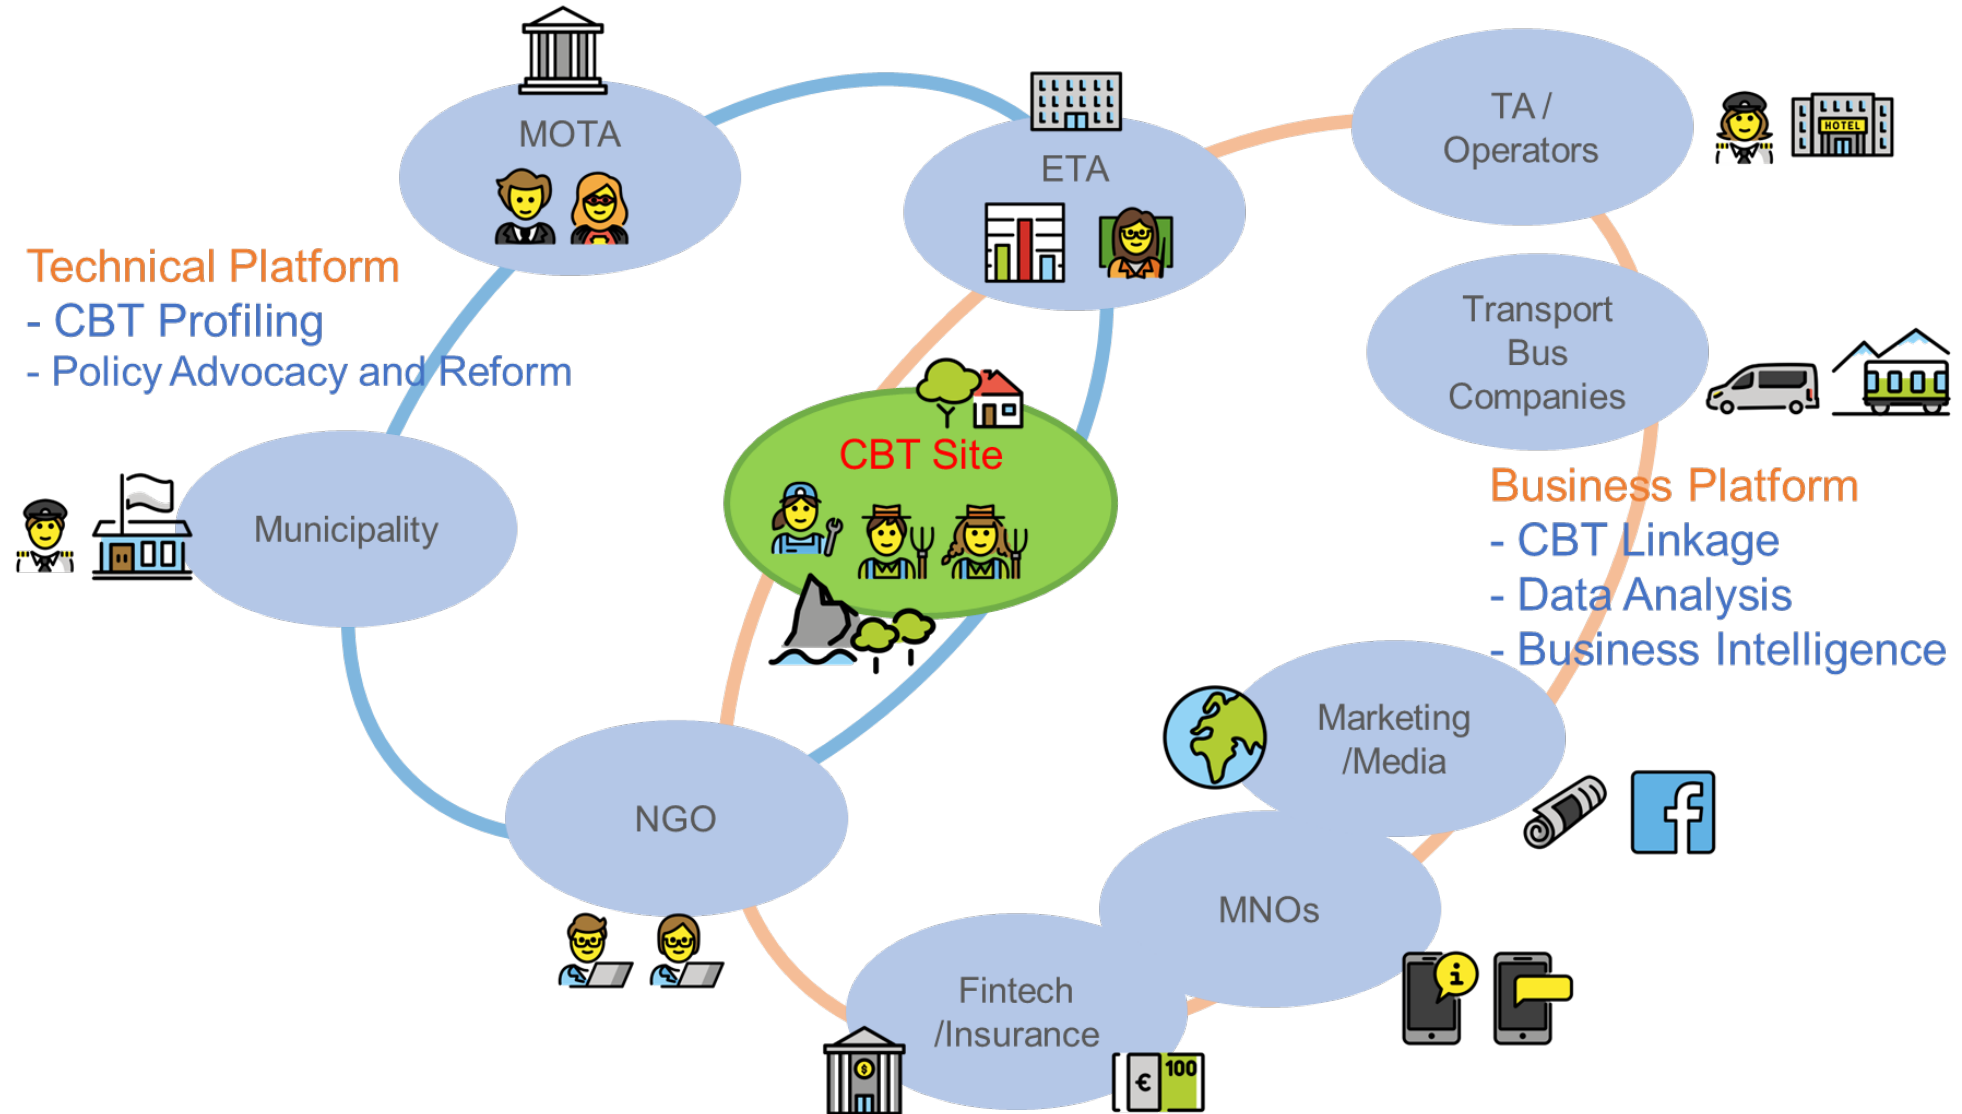 MOTA
ETA
TA /
Operators
HOTEL
Technical Platform
- CBT Profiling
- Policy Advocacy and Reform
Transport
Bus
Companies
CBT Site
Municipality
Business Platform
- CBT Linkage
- Data Analysis
- Business Intelligence
Marketing
/Media
f
NGO
MNOs
i
Fintech
/Insurance
$
€
100